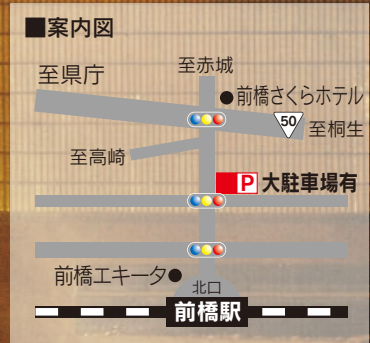 ■案内図
至赤城
至県庁
●前橋さくらホテル
50
至桐生
至高崎
P 大駐車場有
前橋エキータ●
北口
前橋駅